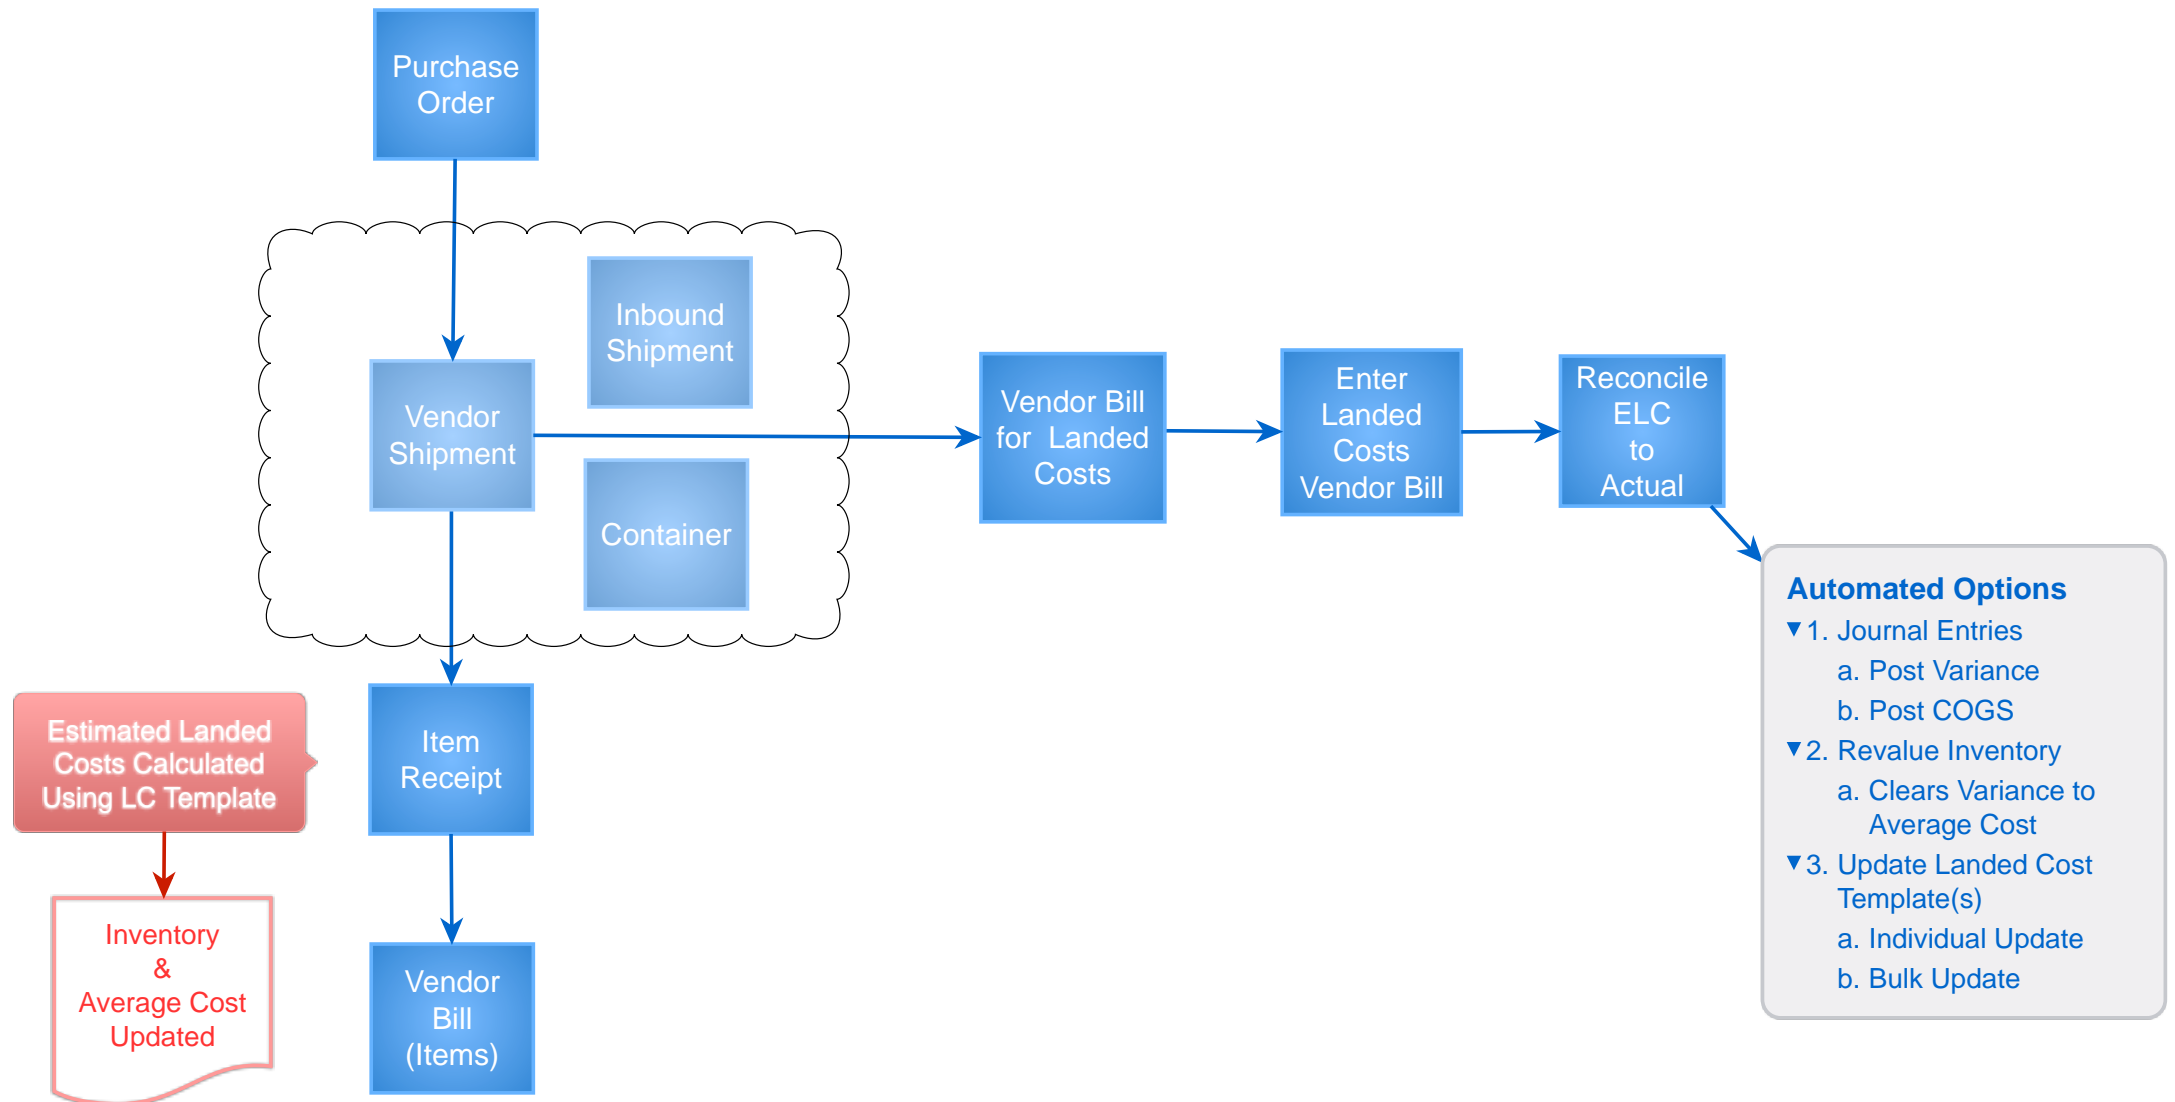 Purchase
Order
Inbound
Shipment
Vendor
Shipment
Container
Vendor Bill
for Landed
Costs
Enter
Landed
Costs
Vendor Bill
Reconcile
ELC
to
Actual
Automated Options
1. Journal Entries
a. Post Variance
b. Post COGS
2. Revalue Inventory
a. Clears Variance to
Average Cost
3. Update Landed Cost
Template(s)
a. Individual Update
b. Bulk Update
Estimated Landed
Costs Calculated
Using LC Template
Item
Receipt
Inventory
&
Average Cost
Updated
Vendor
Bill
(Items)